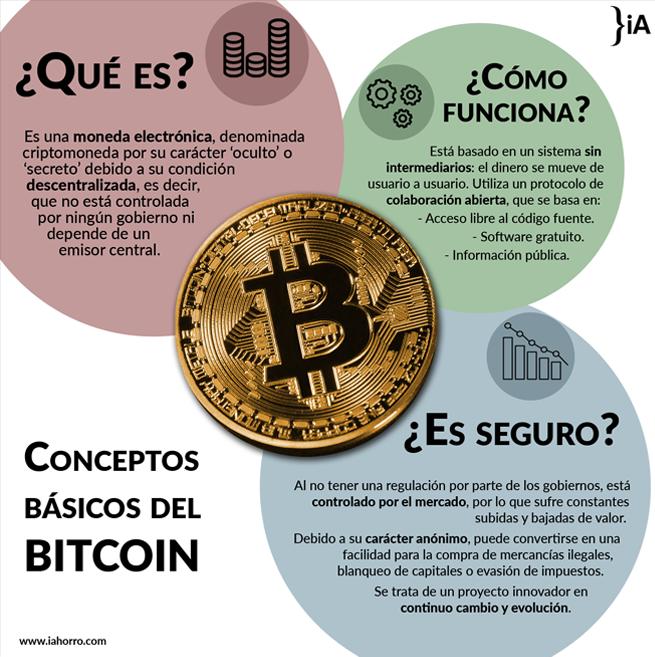 }iA
¿QUÉ ES?
Es una moneda electrónica, denominada
criptomoneda por su carácter ‘oculto’ o
‘secreto’ debido a su condición
descentralizada, es decir,
que no está controlada
por ningún gobierno ni
depende de un
emisor central.
¿CÓMO
FUNCIONA?
Está basado en un sistema sin
intermediarios: el dinero se mueve de
usuario a usuario. Utiliza un protocolo de
colaboración abierta, que se basa en:
- Acceso libre al código fuente.
- Software gratuito.
- Información pública.
¿ES SEGURO?
Al no tener una regulación por parte de los gobiernos, está
controlado por el mercado, por lo que sufre constantes
subidas y bajadas de valor.
Debido a su carácter anónimo, puede convertirse en una
facilidad para la compra de mercancías ilegales,
blanqueo de capitales o evasión de impuestos.
Se trata de un proyecto innovador en
continuo cambio y evolución.
CONCEPTOS
BÁSICOS DEL
BITCOIN
www.iahorro.com